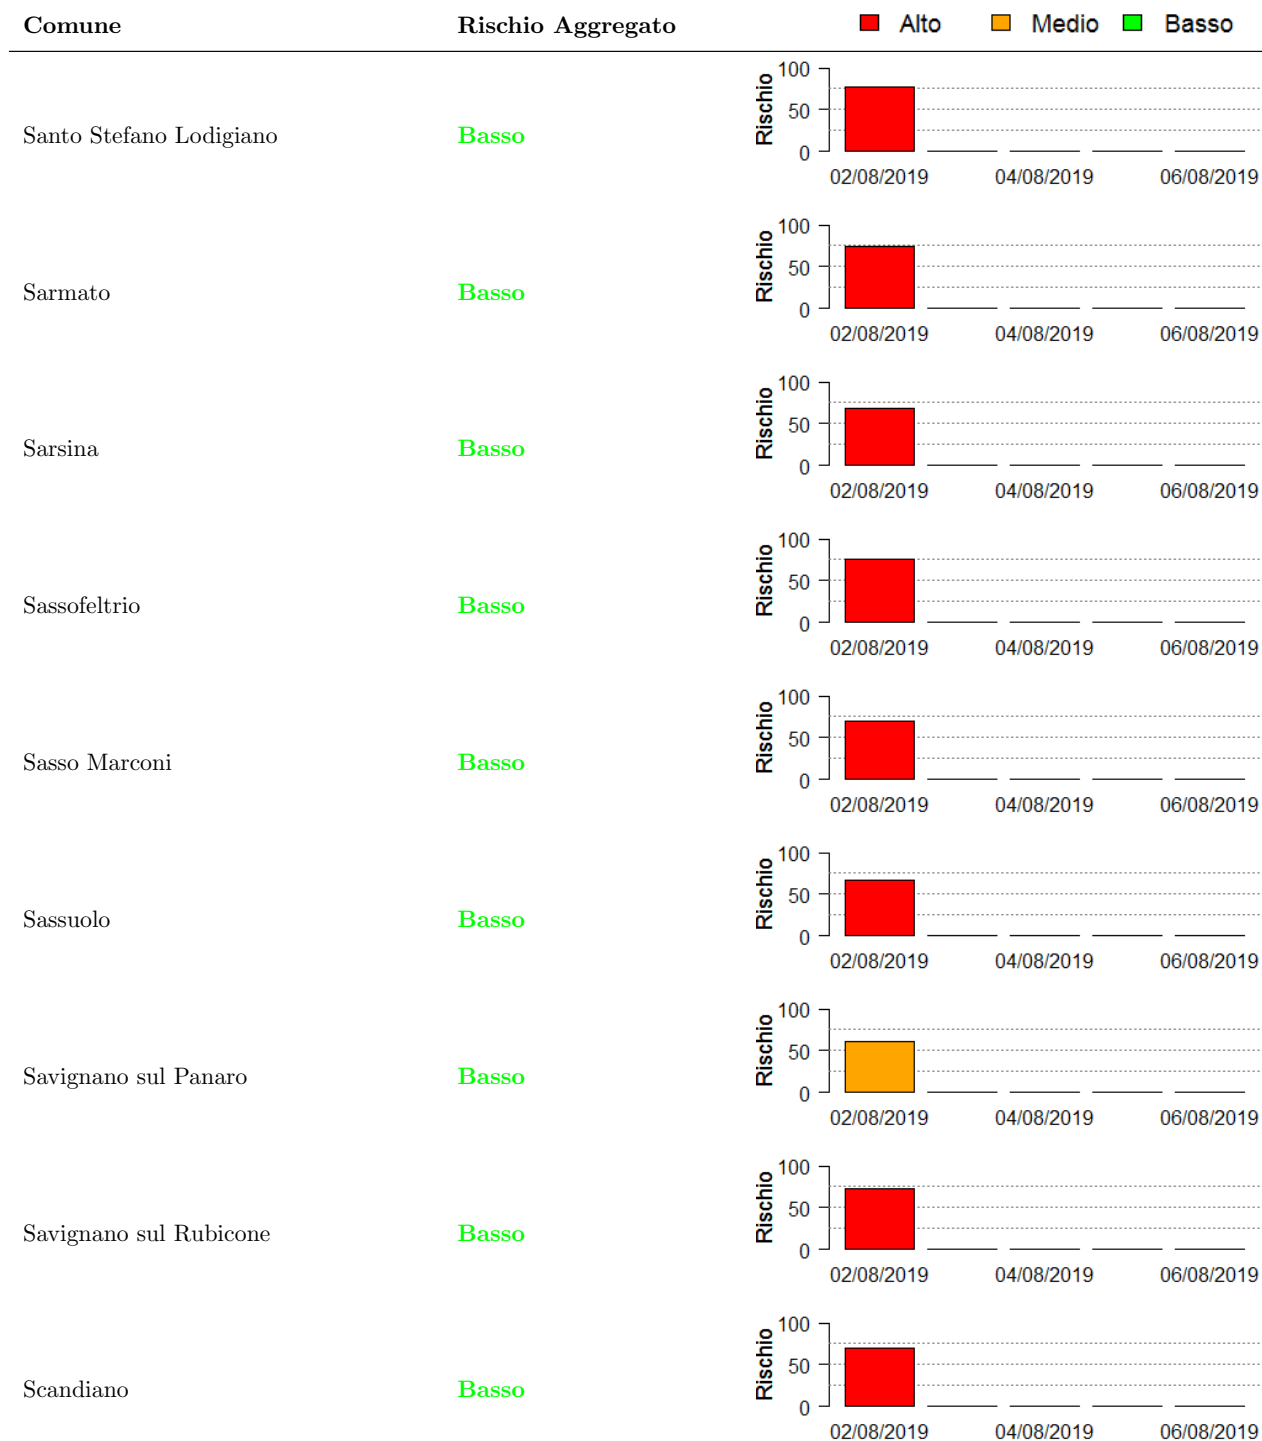 Comune Rischio Aggregato Alto Medio Basso
Santo Stefano Lodigiano Basso
Rischio
100
50
0
02/08/2019 04/08/2019 06/08/2019
Sarmato Basso
Rischio
100
50
0
02/08/2019 04/08/2019 06/08/2019
Sarsina Basso
Rischio
100
50
0
02/08/2019 04/08/2019 06/08/2019
Sassofeltrio Basso
Rischio
100
50
0
02/08/2019 04/08/2019 06/08/2019
Sasso Marconi Basso
Rischio
100
50
0
02/08/2019 04/08/2019 06/08/2019
Sassuolo Basso
Rischio
100
50
0
02/08/2019 04/08/2019 06/08/2019
Savignano sul Panaro Basso
Rischio
100
50
0
02/08/2019 04/08/2019 06/08/2019
Savignano sul Rubicone Basso
Rischio
100
50
0
02/08/2019 04/08/2019 06/08/2019
Scandiano Basso
Rischio
100
50
0
02/08/2019 04/08/2019 06/08/2019